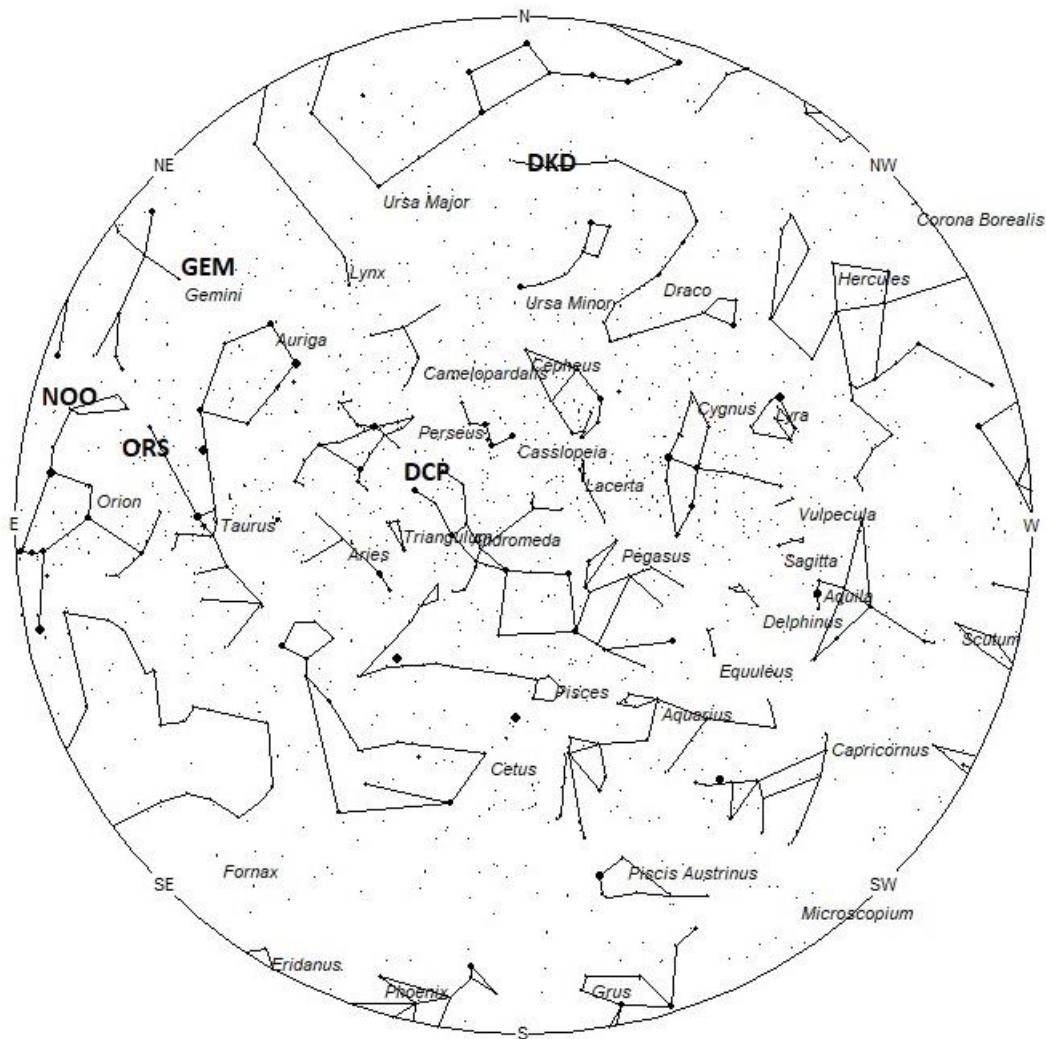 N
DKD
NE
NW
Ursa Major
Corona Borealis
GEM
Lynx
Gemini
Ursa Minor
Draco
Hercules
Auriga
Camelopardalis
Cepheus
NOO
Cygnus
Lyra
Perseus
ORS
Cassiopeia
DCP
Lacerta
Orion
Vulpecula
E
Taurus
W
Triangulum
Andromeda
Aries
Pegasus
Sagitta
Aquila
Delphinus
Scutum
Equuleus
Pisces
Aquarius
Capricornus
Cetus
Fornax
Piscis Austrinus
SE
SW
Microscopium
Eridanus
Phoenix
Grus
S